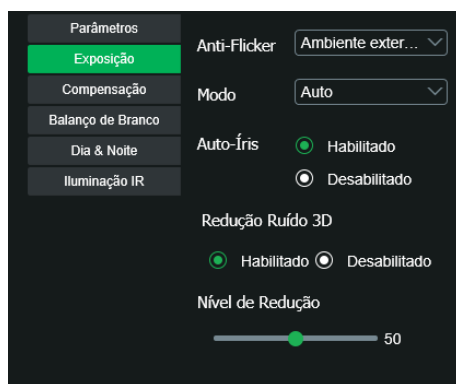 Parâmetros
Exposição
Compensação
Balanço de Branco
Dia & Noite
Iluminação IR
Anti-Flicker Ambiente exter...
Modo Auto
Auto-Íris Habilitado
Desabilitado
Redução Ruído 3D
Habilitado Desabilitado
Nível de Redução
50